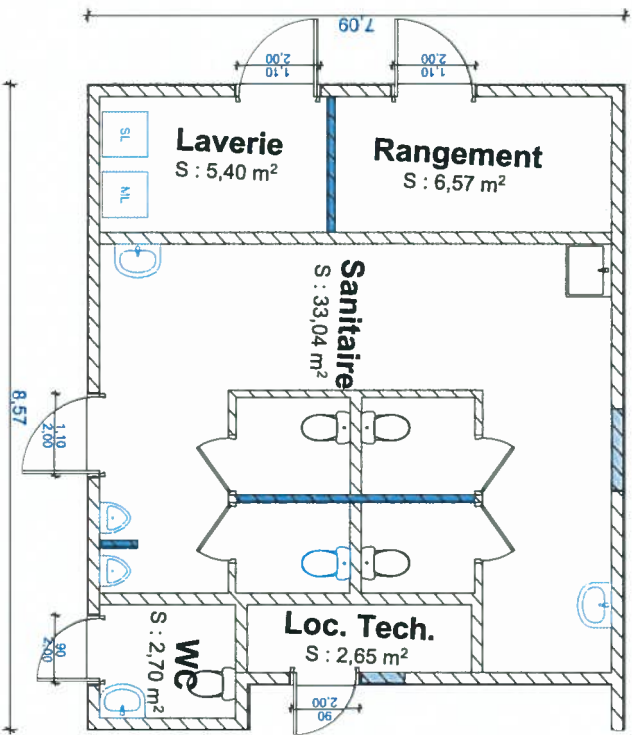 7,09
1,10
2,00
1,10
2,00
Laverie
S : 5,40 m²
Rangement
S : 6,57 m²
SL
ML
Sanitaire
S : 33,04 m²
8,57
1,10
2,00
90
2,00
WC
S : 2,70 m²
Loc. Tech.
S : 2,65 m²
90
2,00